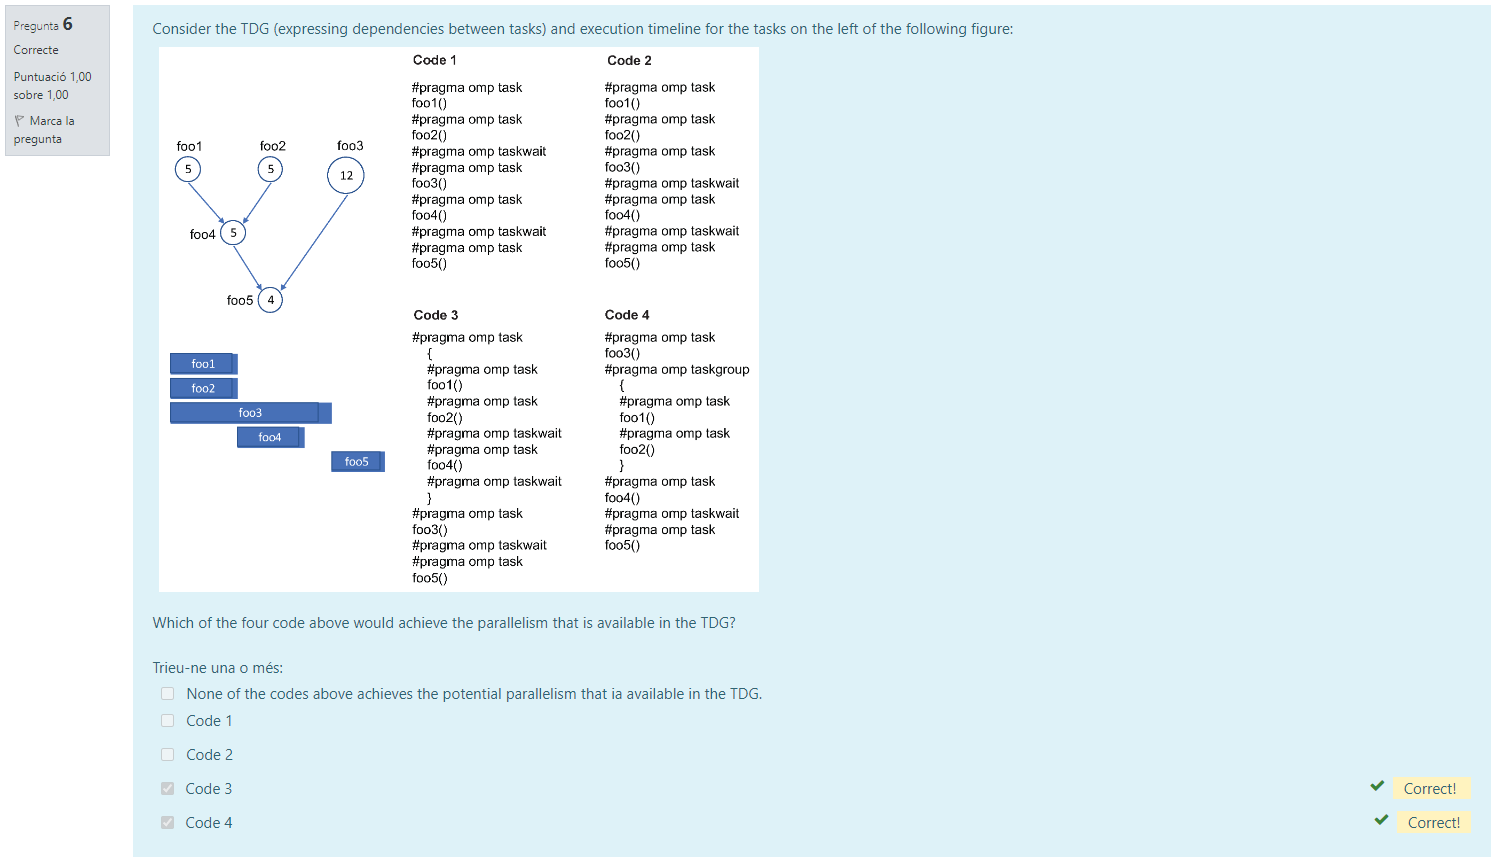 Pregunta 6
Correcte
Puntuació 1,00
sobre 1,00
Marca la
pregunta
Consider the TDG (expressing dependencies between tasks) and execution timeline for the tasks on the left of the following figure:
foo1
foo2
foo3
5
5
12
foo4
5
foo5
4
foo1
foo2
foo3
foo4
foo5
Code 1
#pragma omp task
foo1()
#pragma omp task
foo2()
#pragma omp taskwait
#pragma omp task
foo3()
#pragma omp task
foo4()
#pragma omp taskwait
#pragma omp task
foo5()
Code 2
#pragma omp task
foo1()
#pragma omp task
foo2()
#pragma omp task
foo3()
#pragma omp taskwait
#pragma omp task
foo4()
#pragma omp taskwait
#pragma omp task
foo5()
Code 3
#pragma omp task
{
#pragma omp task
foo1()
#pragma omp task
foo2()
#pragma omp taskwait
#pragma omp task
foo4()
#pragma omp taskwait
}
#pragma omp task
foo3()
#pragma omp taskwait
#pragma omp task
foo5()
Code 4
#pragma omp task
foo3()
#pragma omp taskgroup
{
#pragma omp task
foo1()
#pragma omp task
foo2()
}
#pragma omp task
foo4()
#pragma omp taskwait
#pragma omp task
foo5()
Which of the four code above would achieve the parallelism that is available in the TDG?
Trieu-ne una o més:
None of the codes above achieves the potential parallelism that ia available in the TDG.
Code 1
Code 2
Code 3
Correct!
Code 4
Correct!